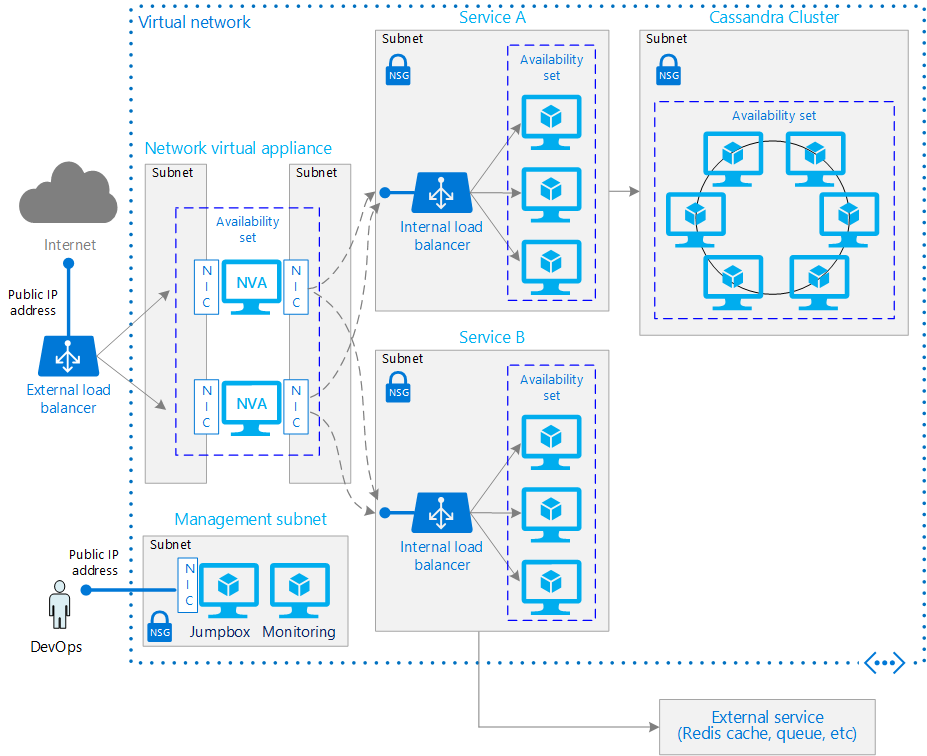 Virtual network
Service A
Cassandra Cluster
Subnet
NSG
Availability
set
Internal load
balancer
Subnet
NSG
Availability set
Network virtual appliance
Subnet
Subnet
Availability
set
N
I
C
NVA
N
I
C
N
I
C
NVA
N
I
C
Internet
Public IP
address
External load
balancer
Service B
Subnet
NSG
Availability
set
Internal load
balancer
Management subnet
Subnet
N
I
C
NSG
Jumpbox
Monitoring
Public IP
address
DevOps
External service
(Redis cache, queue, etc)